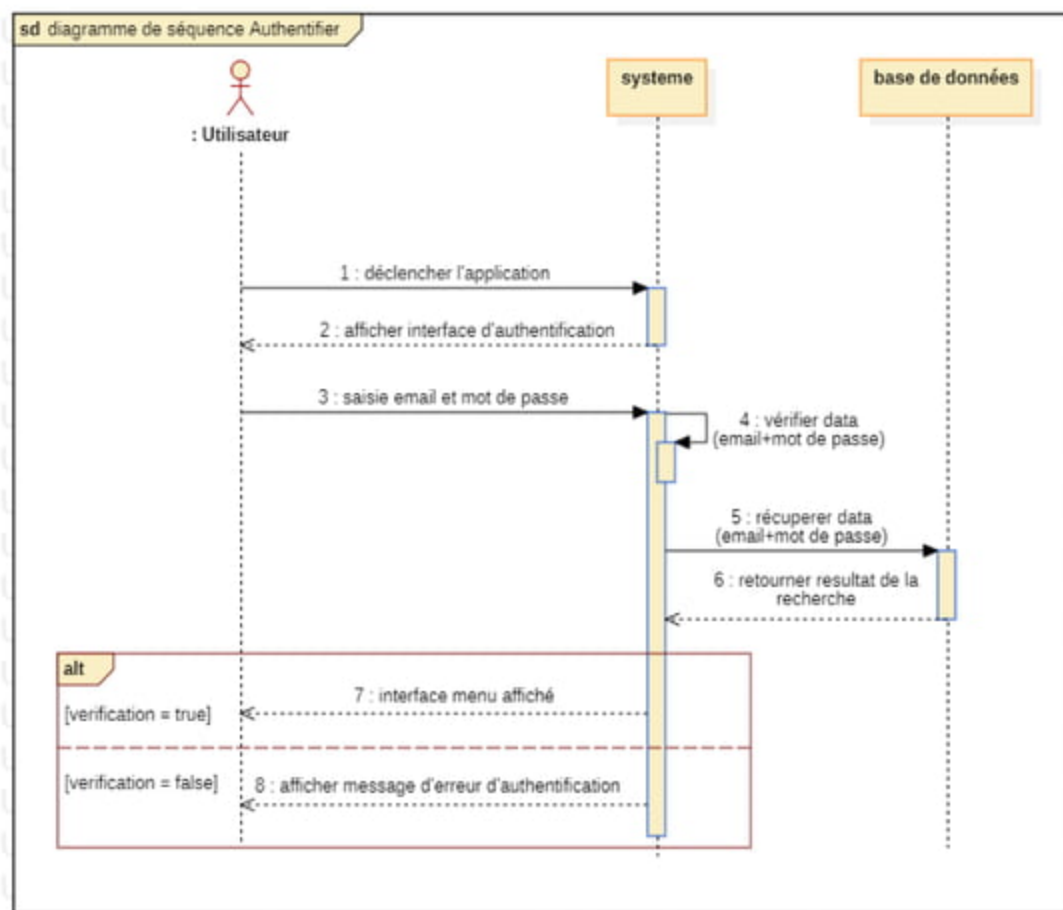 sd diagramme de séquence Authentifier
systeme
base de données
: Utilisateur
1 : déclencher l'application
2 : afficher interface d'authentification
3 : saisie email et mot de passe
4 : vérifier data
(email+mot de passe)
5 : récuperer data
(email+mot de passe)
6 : retourner resultat de la
recherche
alt
7 : interface menu affiché
[verification = true]
[verification = false]
8 : afficher message d'erreur d'authentification